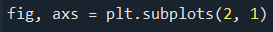 fig, axs = plt.subplots(2, 1)